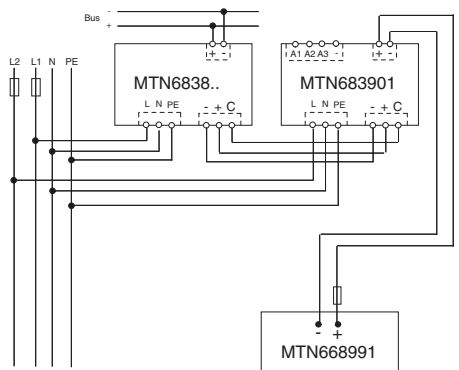 Bus - 
+
L2 L1 N PE
+ -
MTN6838..
L N PE - + C
A1 A2 A3 - + -
MTN683901
L N PE - + C
- +
MTN668991